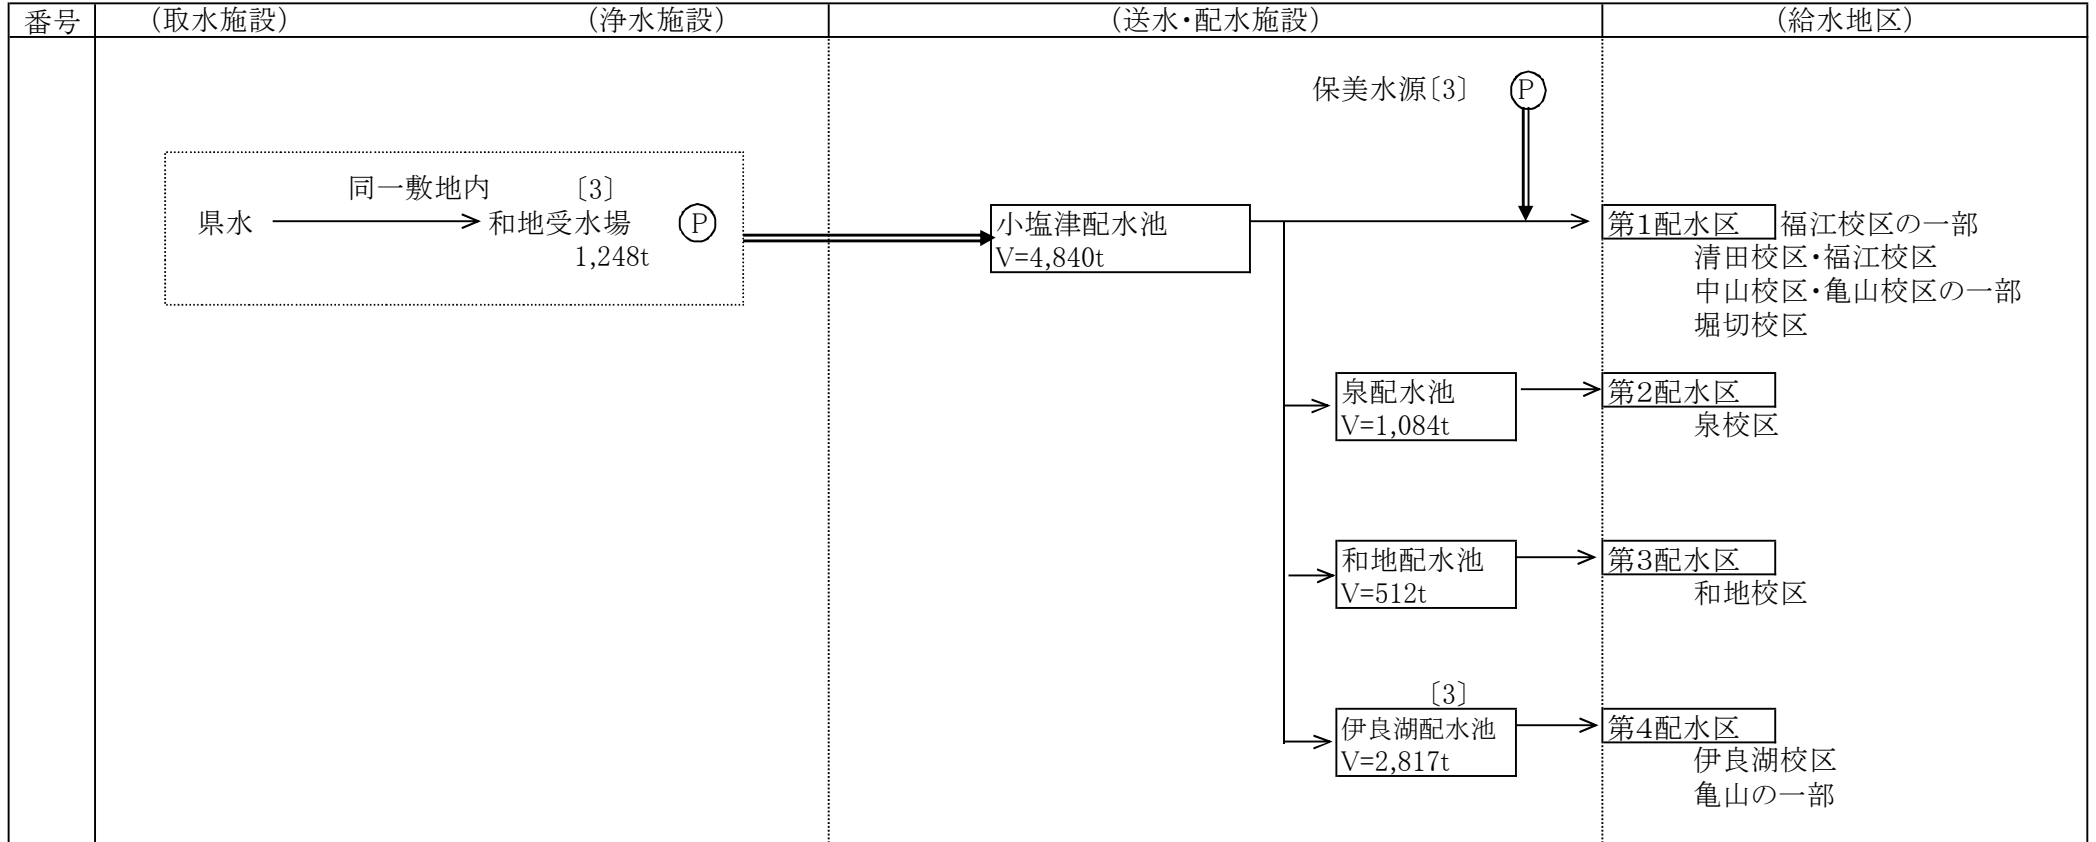 番号 （取水施設） （浄水施設） （送水・配水施設） （給水地区）
保美水源〔3〕 P
同一敷地内 〔3〕
県水 和地受水場 P
1,248t
小塩津配水池
V=4,840t
第1配水区 福江校区の一部
清田校区・福江校区
中山校区・亀山校区の一部
堀切校区
泉配水池
V=1,084t
第2配水区
泉校区
和地配水池
V=512t
第3配水区
和地校区
〔3〕
伊良湖配水池
V=2,817t
第4配水区
伊良湖校区
亀山の一部